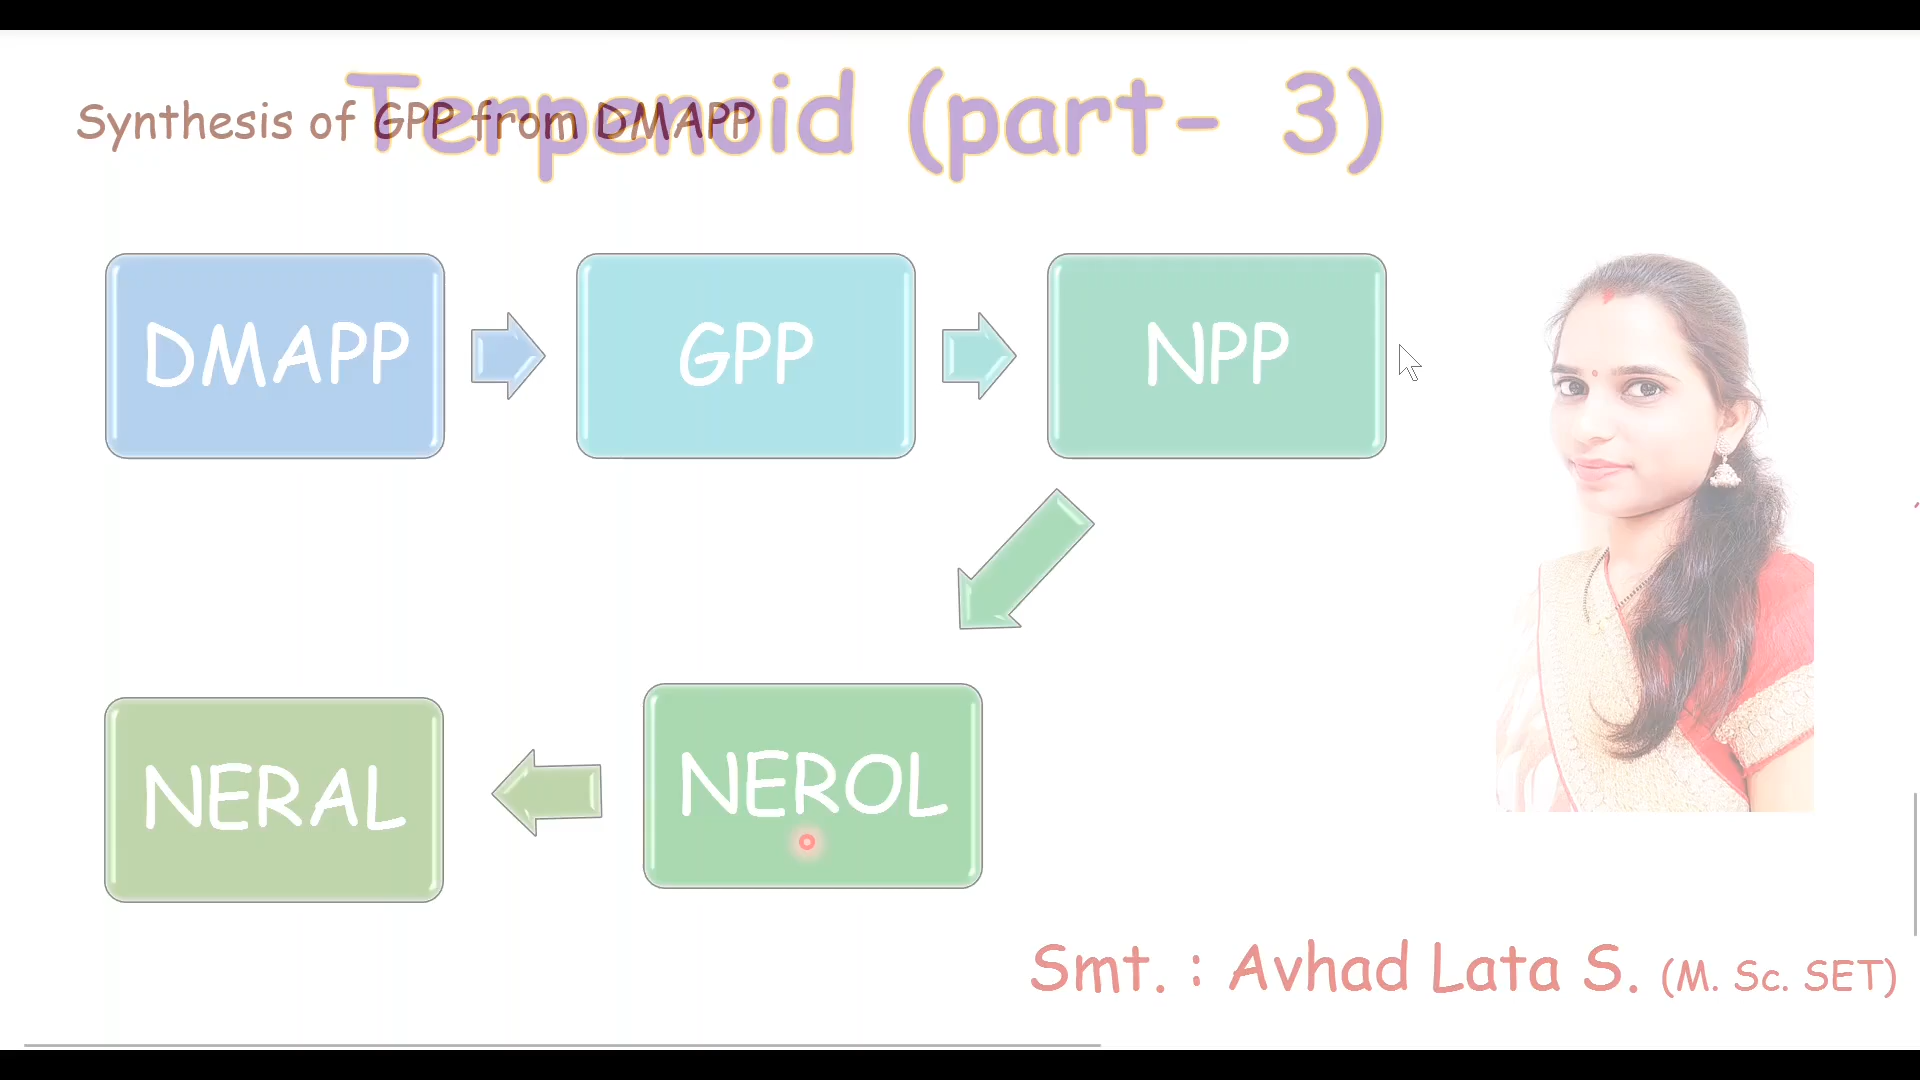 Terpenoid (part- 3)
Synthesis of GPP from DMAPP
DMAPP
GPP
NPP
NERAL
NEROL
Smt. : Avhad Lata S. (M. Sc. SET)